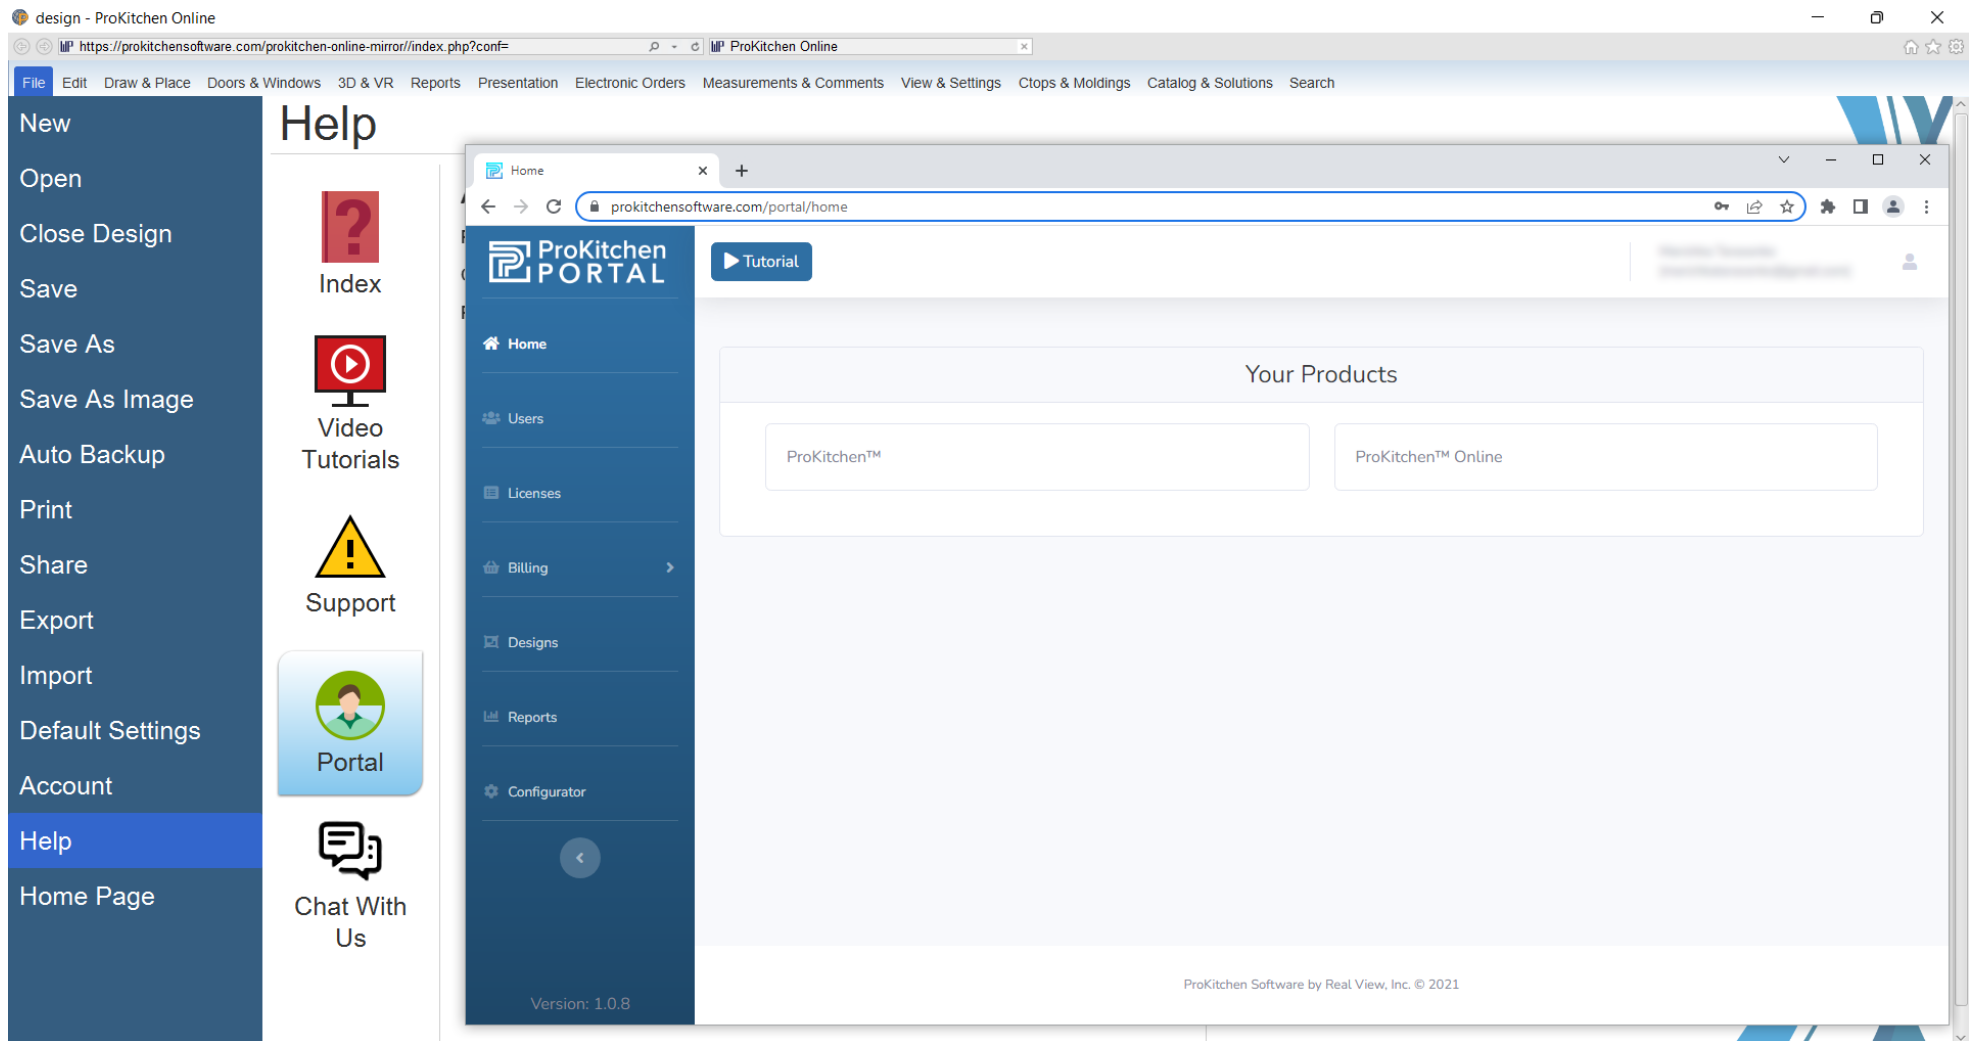 design - ProKitchen Online
https://prokitchensoftware.com/prokitchen-online-mirror//index.php?conf=
ProKitchen Online
File Edit Draw & Place Doors & Windows 3D & VR Reports Presentation Electronic Orders Measurements & Comments View & Settings Ctops & Moldings Catalog & Solutions Search
New
Open
Close Design
Save
Save As
Save As Image
Auto Backup
Print
Share
Export
Import
Default Settings
Account
Help
Home Page
Help
Index
Video
Tutorials
Support
Portal
Chat With
Us
Home
prokitchensoftware.com/portal/home
ProKitchen
PORTAL
Home
Users
Licenses
Billing
Designs
Reports
Configurator
Version: 1.0.8
Tutorial
Your Products
ProKitchen™
ProKitchen™ Online
ProKitchen Software by Real View, Inc. © 2021